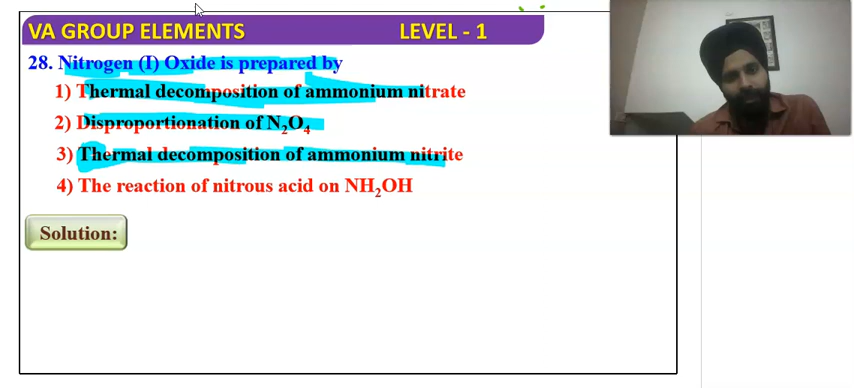 VA GROUP ELEMENTS LEVEL - 1
28. Nitrogen (I) Oxide is prepared by
1) Thermal decomposition of ammonium nitrate
2) Disproportionation of N₂O₄
3) Thermal decomposition of ammonium nitrite
4) The reaction of nitrous acid on NH₂OH
Solution: